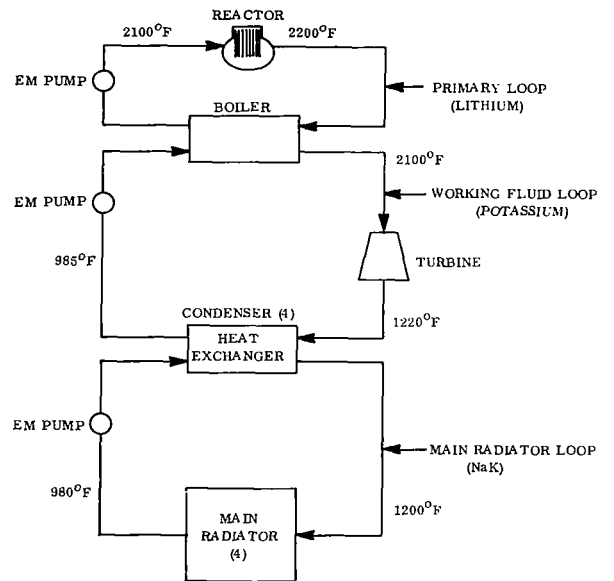 REACTOR
2100°F
2200°F
EM PUMP
PRIMARY LOOP
(LITHIUM)
BOILER
2100°F
EM PUMP
WORKING FLUID LOOP
(POTASSIUM)
985°F
TURBINE
CONDENSER (4)
1220°F
HEAT
EXCHANGER
EM PUMP
MAIN RADIATOR LOOP
(NaK)
980°F
1200°F
MAIN
RADIATOR
(4)